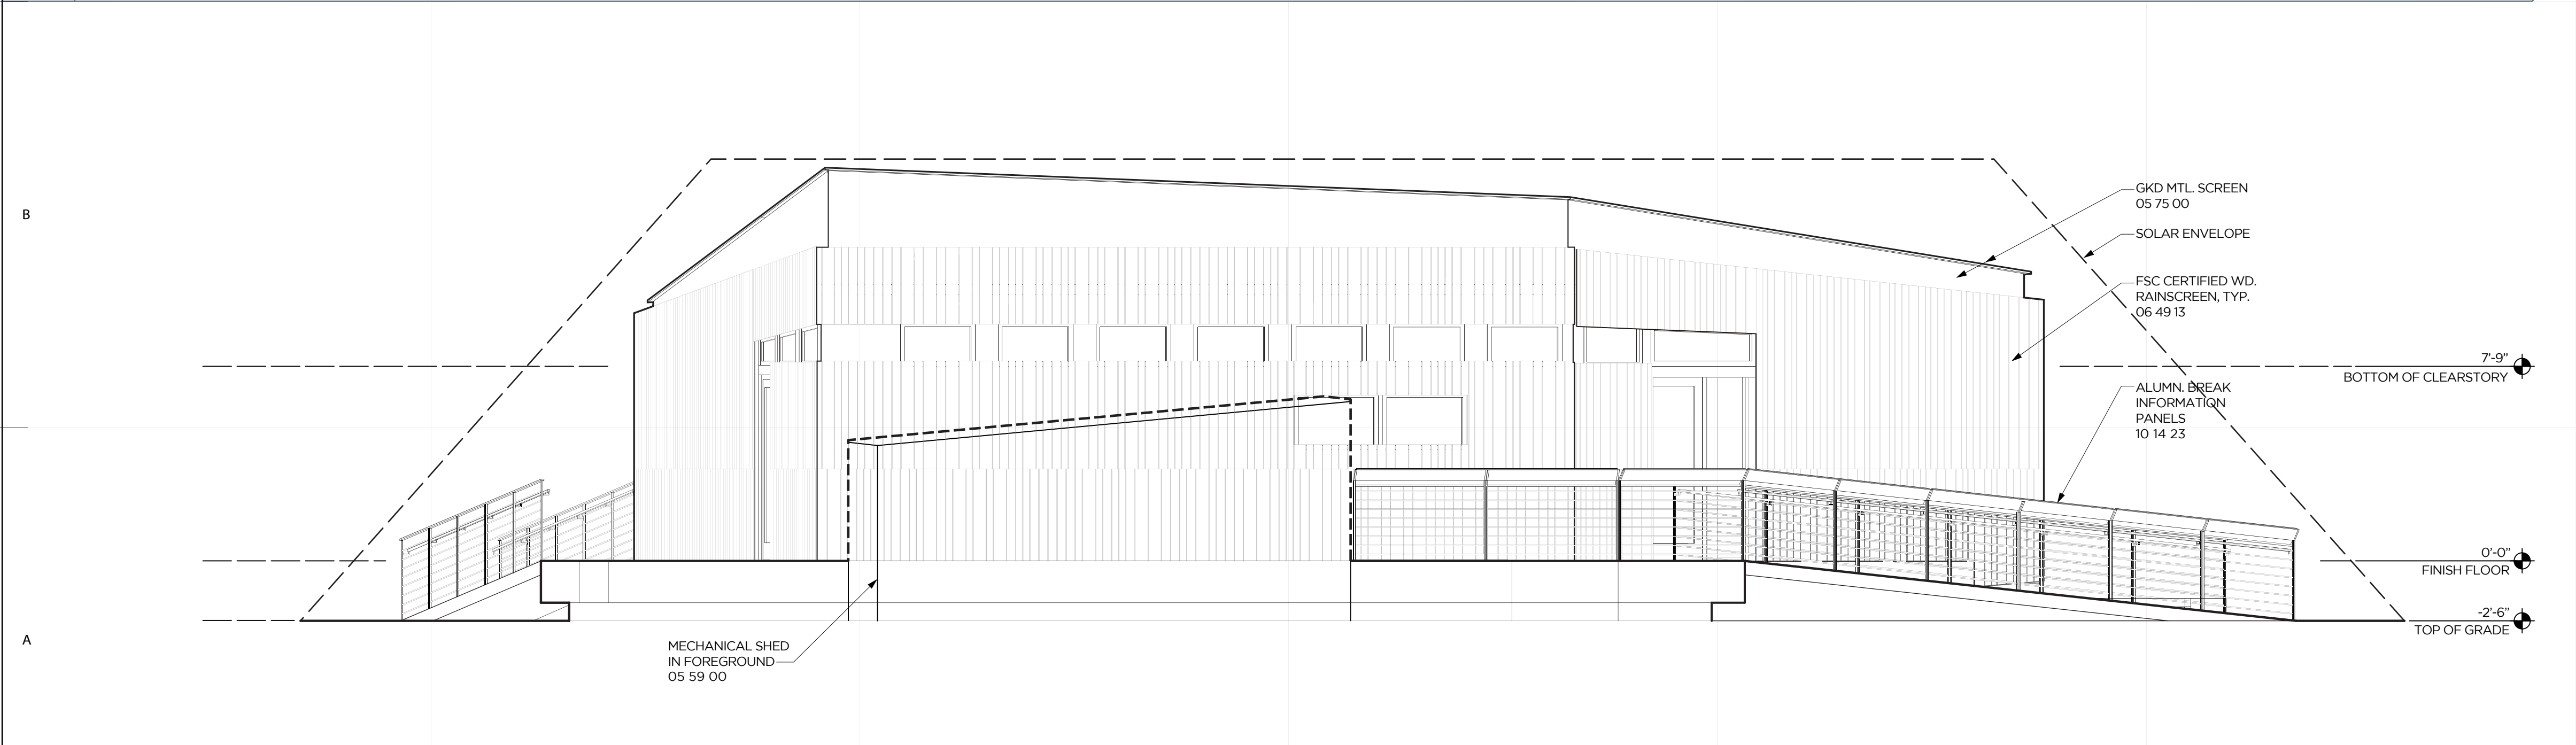 B
GKD MTL. SCREEN
05 75 00
SOLAR ENVELOPE
FSC CERTIFIED WD.
RAINSCREEN, TYP.
06 49 13
7'-9"
BOTTOM OF CLEARSTORY
ALUMN. BREAK
INFORMATION
PANELS
10 14 23
0'-0"
FINISH FLOOR
-2'-6"
TOP OF GRADE
A
MECHANICAL SHED
IN FOREGROUND
05 59 00